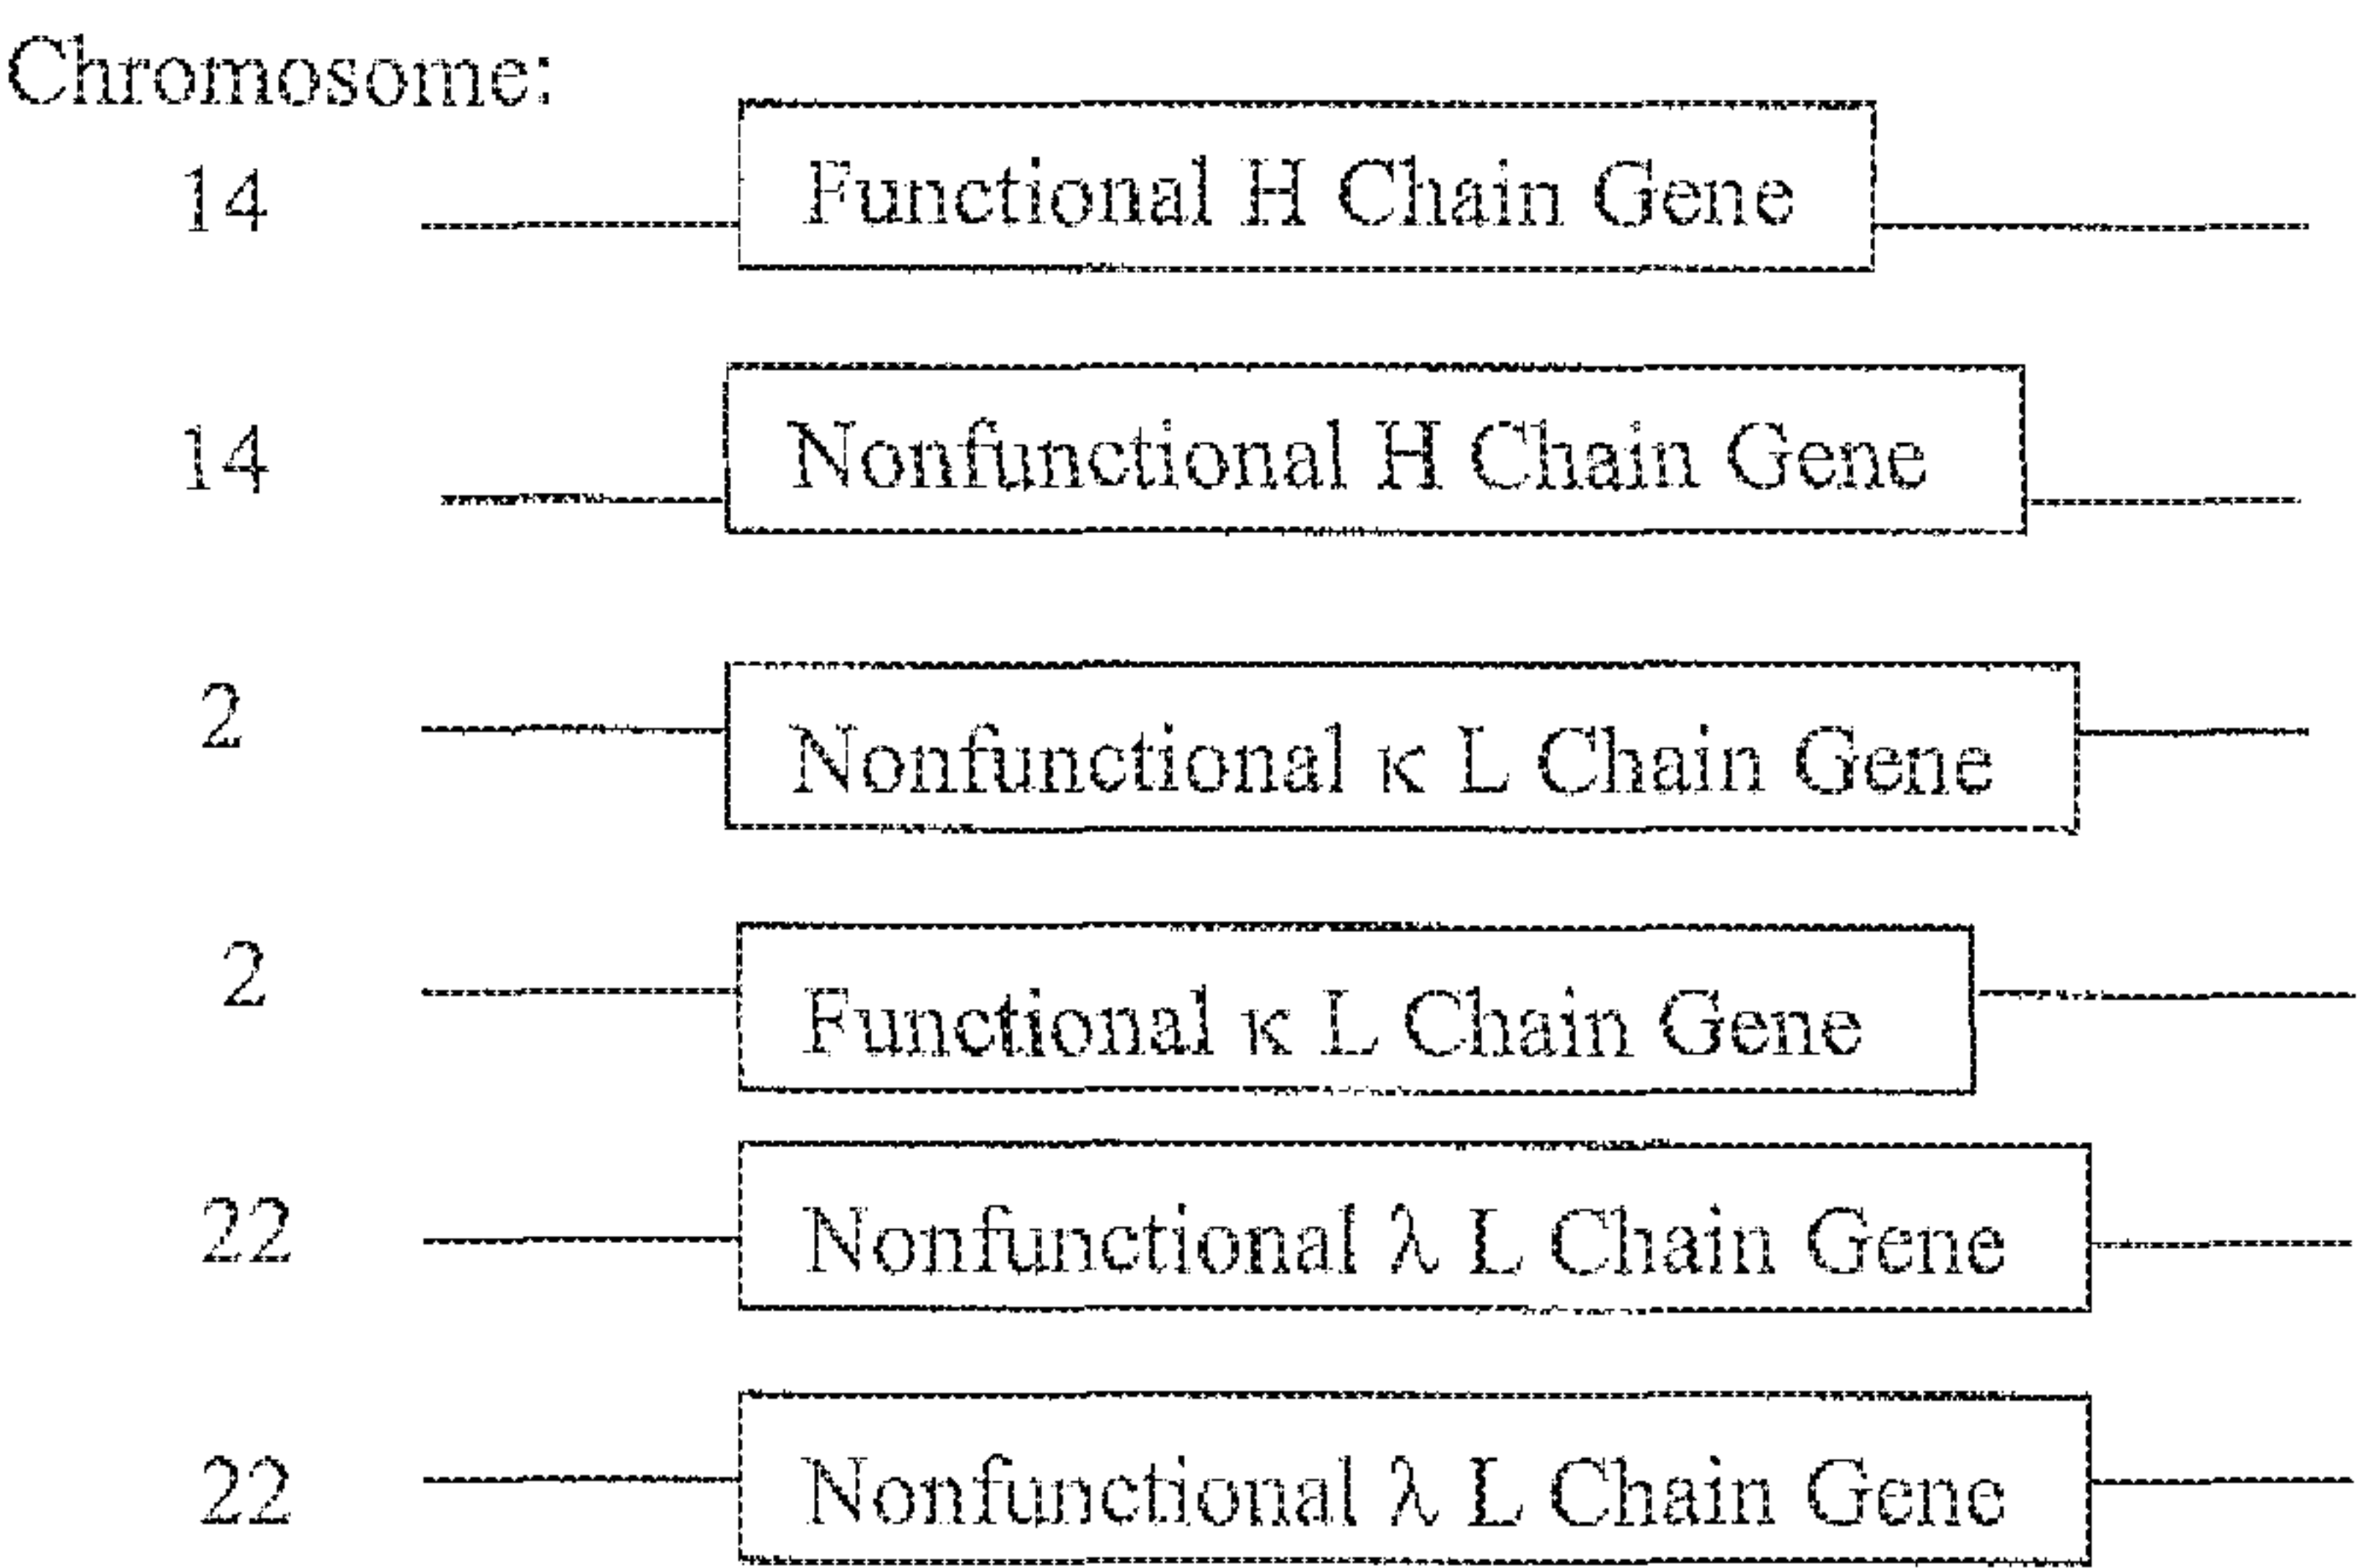 Chromosome:
14 Functional H Chain Gene
14 Nonfunctional H Chain Gene
2 Nonfunctional κ L Chain Gene
2 Functional κ L Chain Gene
22 Nonfunctional λ L Chain Gene
22 Nonfunctional λ L Chain Gene